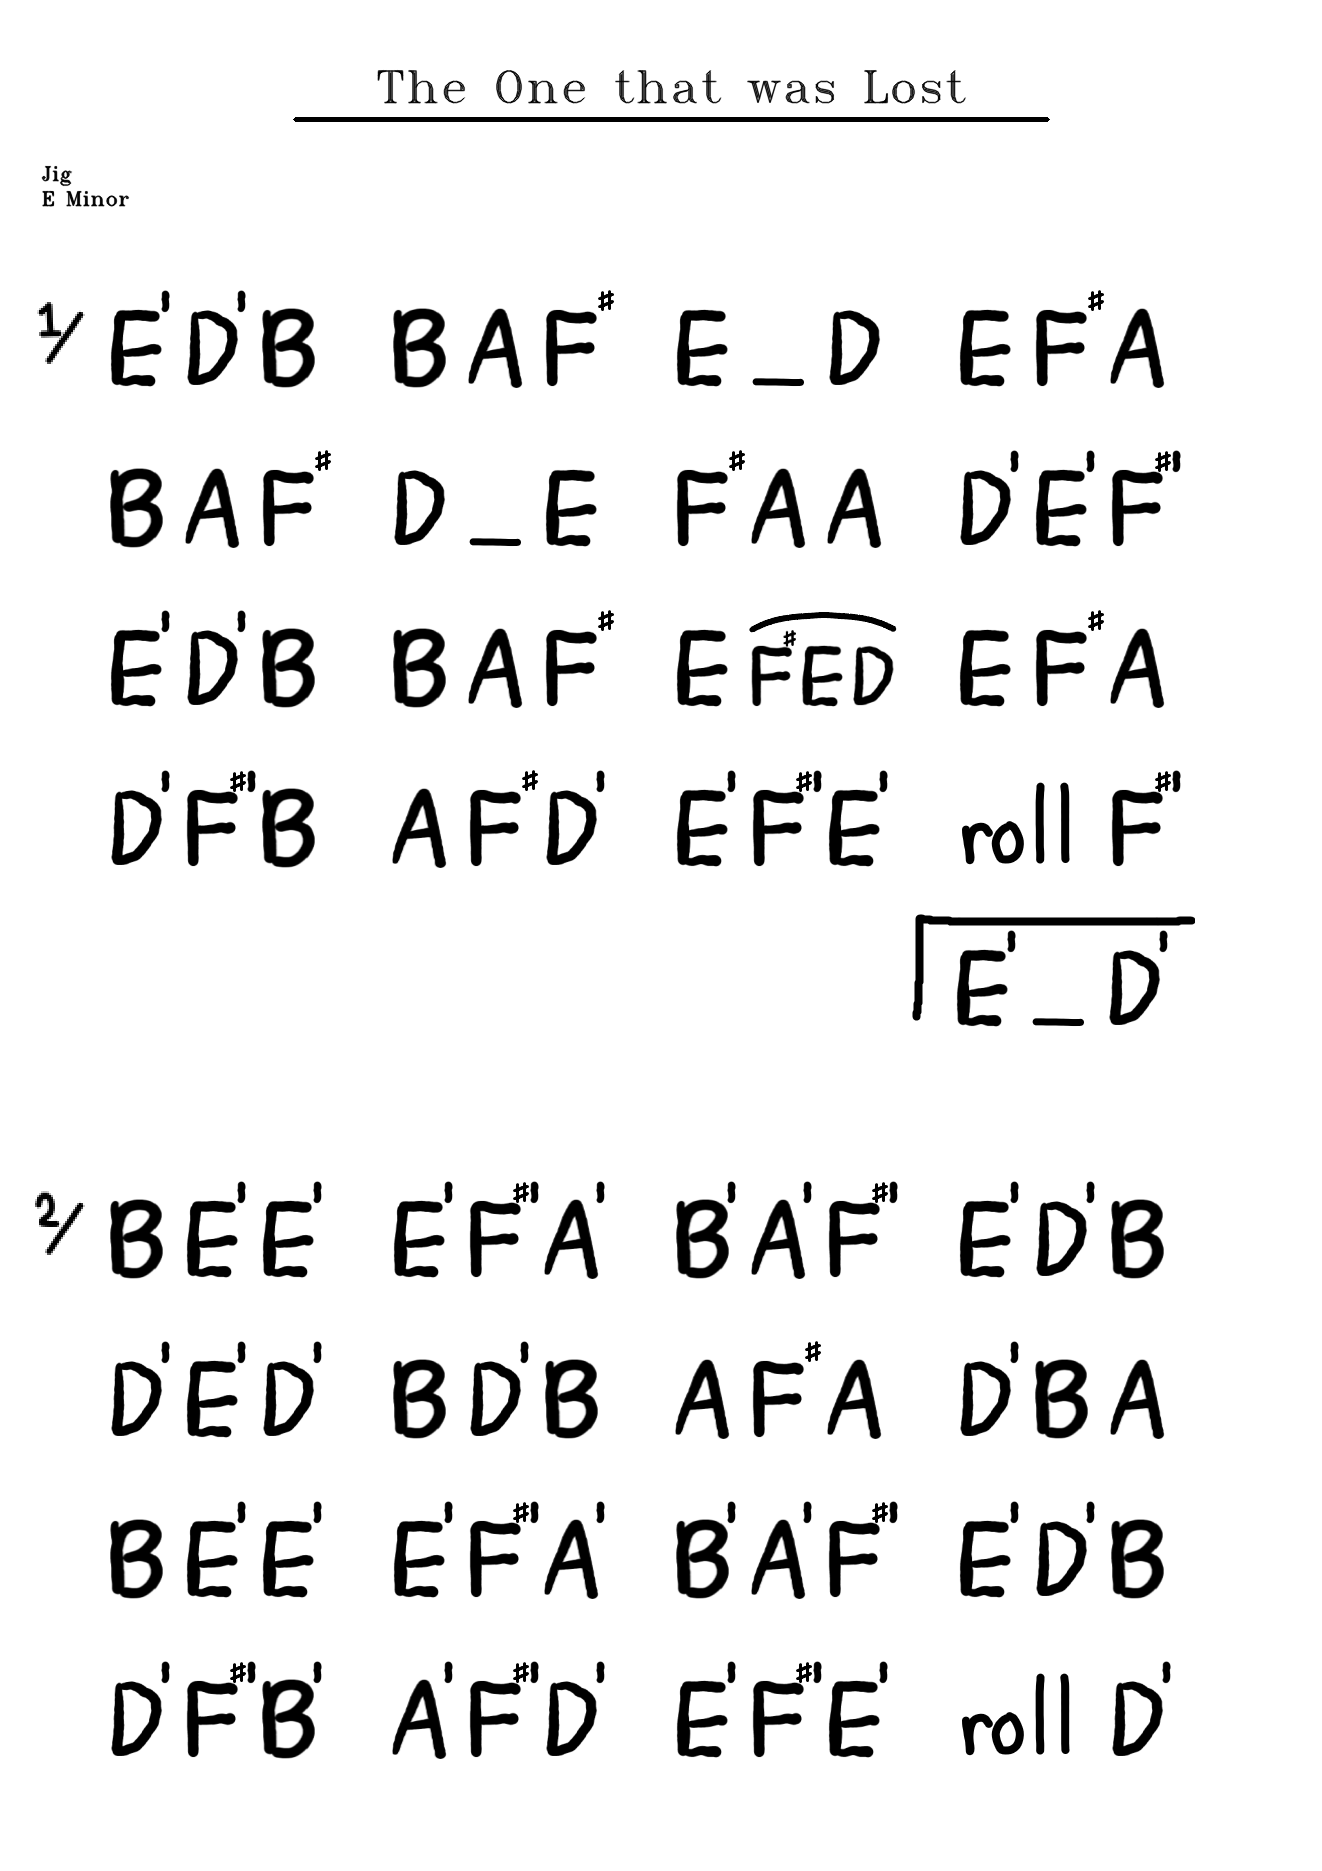 The One that was Lost
Jig
E Minor
1/ E'D'B BAF♯ E_D EF♯A
BAF♯ D_E F♯AA D'E'F♯'
E'D'B BAF♯ EF♯ED EF♯A
D'F♯'B AF♯D' E'F♯'E' roll F♯'
E'_D'
2/ BE'E' E'F♯'A' B'A'F♯' E'D'B
D'E'D' BD'B AF♯A D'BA
BE'E' E'F♯'A' B'A'F♯' E'D'B
D'F♯'B' A'F♯'D' E'F♯'E' roll D'